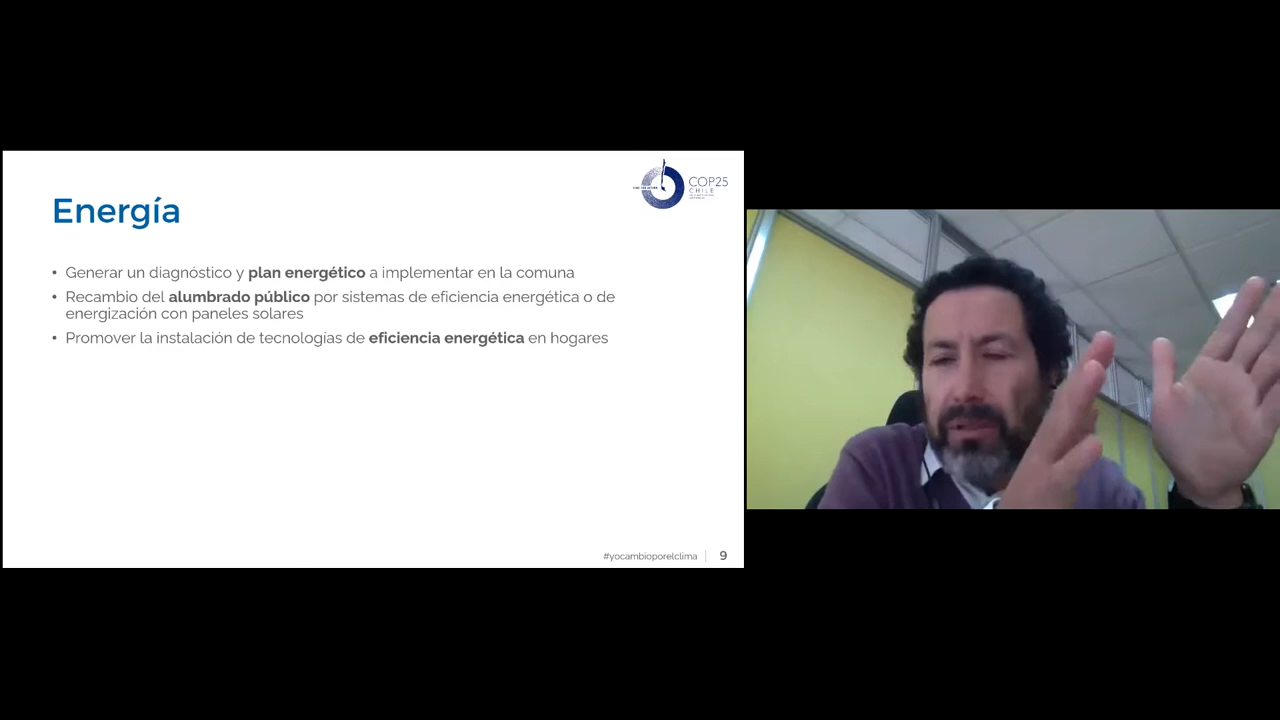 COP25
CHILE
Energía
• Generar un diagnóstico y plan energético a implementar en la comuna
• Recambio del alumbrado público por sistemas de eficiencia energética o de
energización con paneles solares
• Promover la instalación de tecnologías de eficiencia energética en hogares
#yocambioporelclima
9